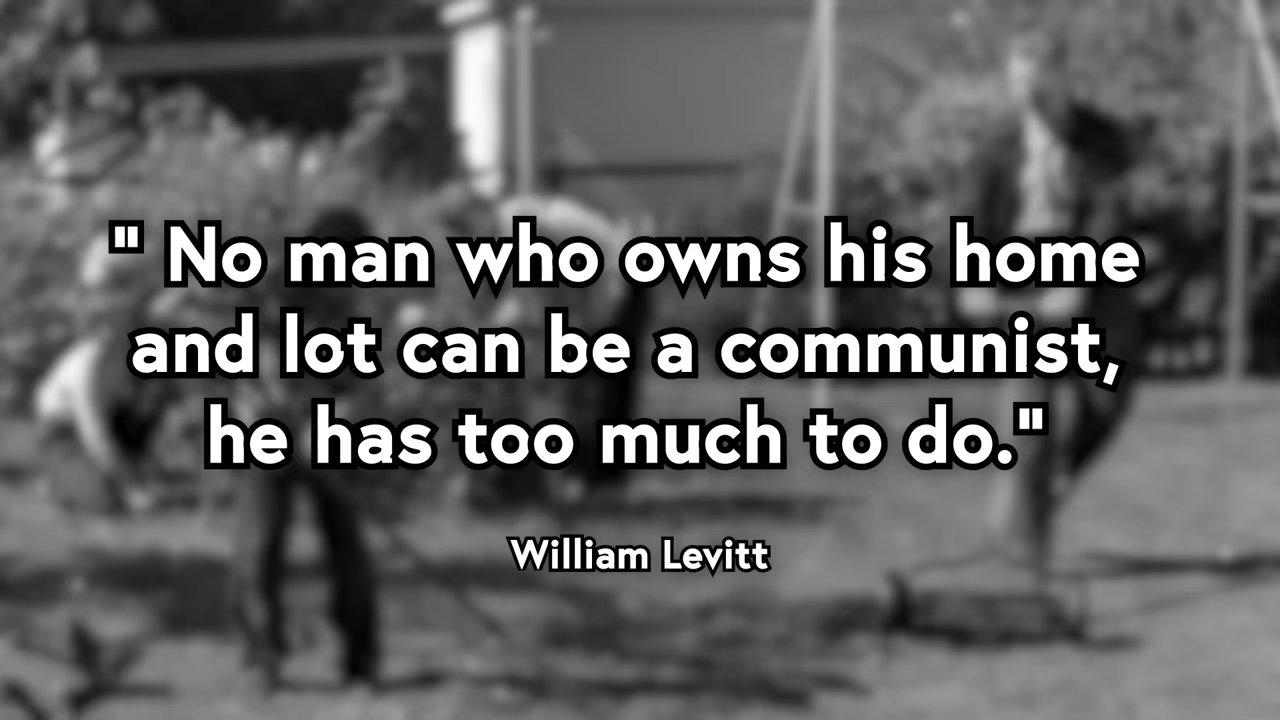 " No man who owns his home
and lot can be a communist,
he has too much to do."
William Levitt